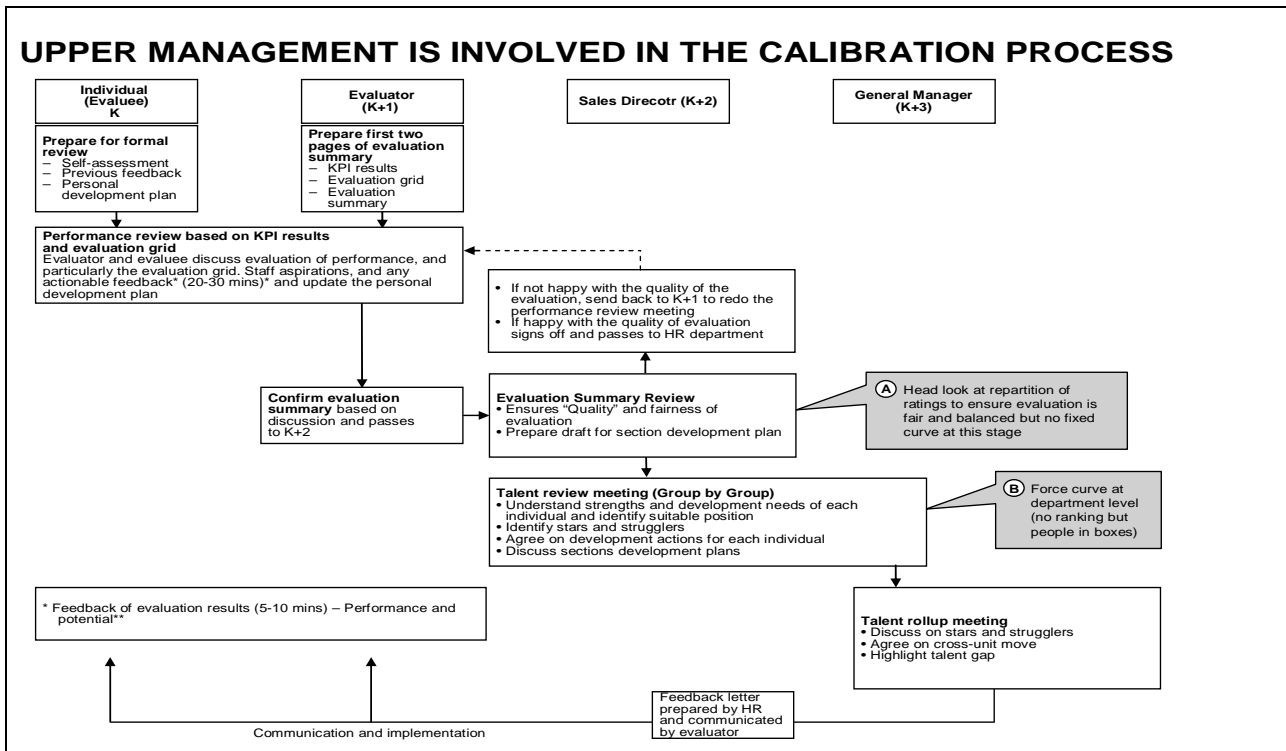 UPPER MANAGEMENT IS INVOLVED IN THE CALIBRATION PROCESS
Individual
(Evaluee)
K
Evaluator
(K+1)
Sales Direcotr (K+2)
General Manager
(K+3)
Prepare for formal
review
– Self-assessment
– Previous feedback
– Personal
development plan
Prepare first two
pages of evaluation
summary
– KPI results
– Evaluation grid
– Evaluation
summary
Performance review based on KPI results
and evaluation grid
Evaluator and evaluee discuss evaluation of performance, and
particularly the evaluation grid. Staff aspirations, and any
actionable feedback* (20-30 mins)* and update the personal
development plan
• If not happy with the quality of the
evaluation, send back to K+1 to redo the
performance review meeting
• If happy with the quality of evaluation
signs off and passes to HR department
Confirm evaluation
summary based on
discussion and passes
to K+2
Evaluation Summary Review
• Ensures “Quality” and fairness of
evaluation
• Prepare draft for section development plan
A
Head look at repartition of
ratings to ensure evaluation is
fair and balanced but no fixed
curve at this stage
Talent review meeting (Group by Group)
• Understand strengths and development needs of each
individual and identify suitable position
• Identify stars and strugglers
• Agree on development actions for each individual
• Discuss sections development plans
B
Force curve at
department level
(no ranking but
people in boxes)
* Feedback of evaluation results (5-10 mins) – Performance and
potential**
Talent rollup meeting
• Discuss on stars and strugglers
• Agree on cross-unit move
• Highlight talent gap
Feedback letter
prepared by HR
and communicated
by evaluator
Communication and implementation